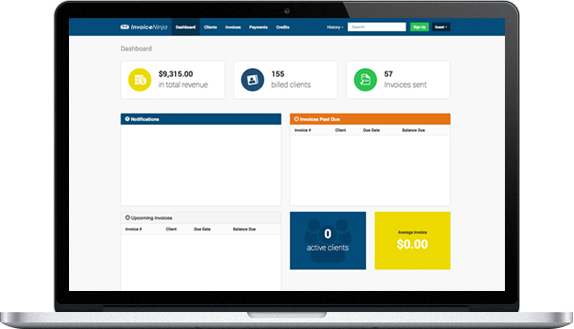 InvoiceNinja Dashboard Clients Invoices Payments Credits History Search Sign Up Guest
Dashboard
$9,315.00
in total revenue
155
billed clients
57
Invoices sent
Notifications
Invoices Past Due
Invoice # Client Due Date Balance Due
Upcoming invoices
Invoice # Client Due Date Balance Due
0
active clients
Average invoice
$0.00